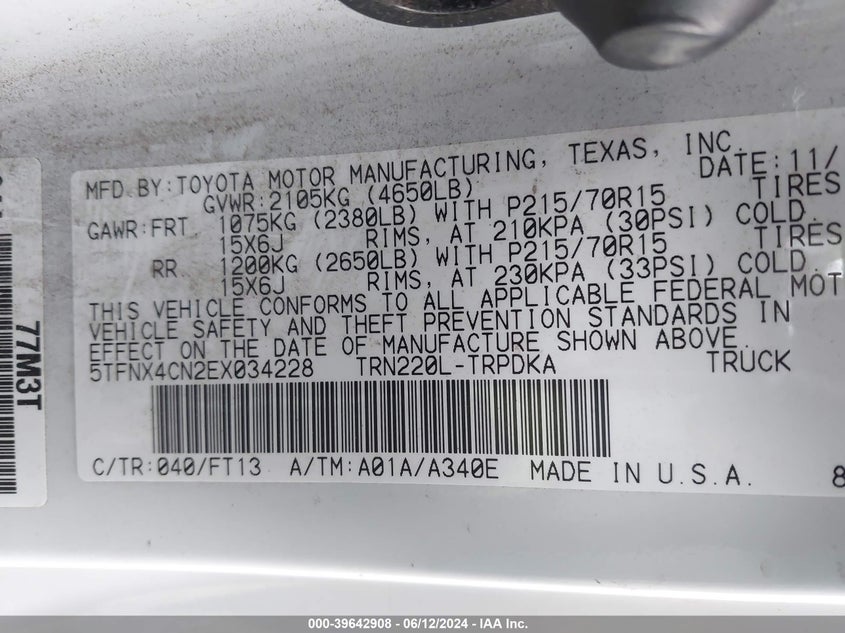 MFD BY:TOYOTA MOTOR MANUFACTURING, TEXAS, INC. DATE:11/
GVWR:2105KG (4650LB)
GAWR:FRT 1075KG (2380LB) WITH P215/70R15 TIRES
15X6J RIMS, AT 210KPA (30PSI) COLD.
RR 1200KG (2650LB) WITH P215/70R15 TIRES
15X6J RIMS, AT 230KPA (33PSI) COLD.
THIS VEHICLE CONFORMS TO ALL APPLICABLE FEDERAL MOT
VEHICLE SAFETY AND THEFT PREVENTION STANDARDS IN
EFFECT ON THE DATE OF MANUFACTURE SHOWN ABOVE.
5TFNX4CN2EX034228 TRN220L-TRPDKA TRUCK
C/TR:040/FT13 A/TM:A01A/A340E MADE IN U.S.A. 8
77M3T
000-39642908 - 06/12/2024 - IAA Inc.